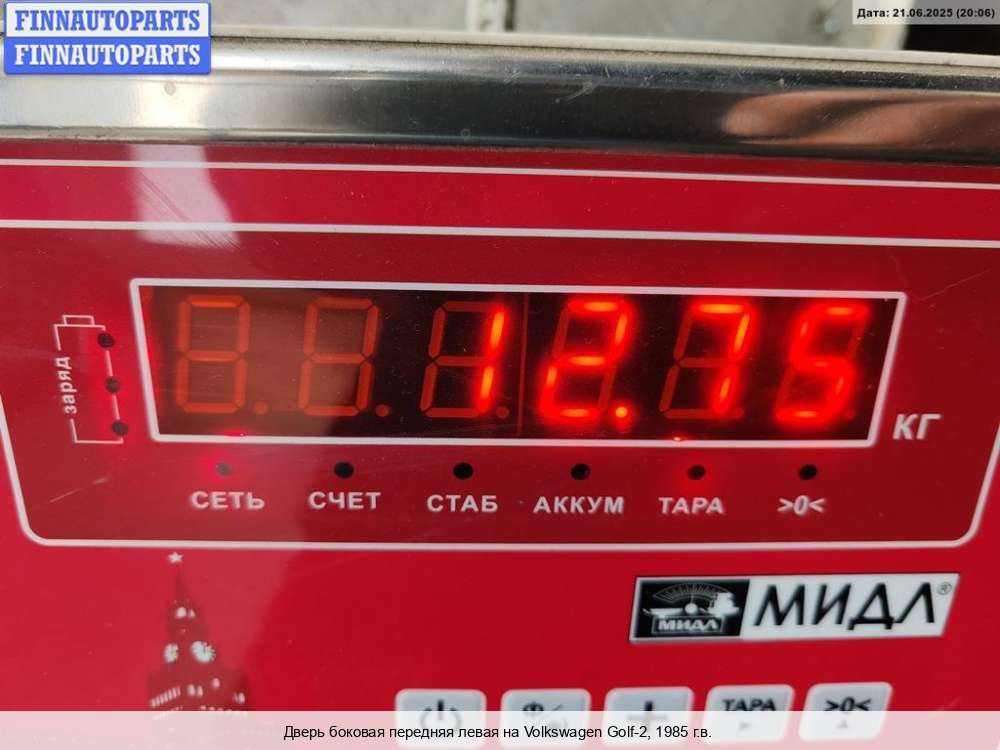 FINNAUTOPARTS
FINNAUTOPARTS
Дата: 21.06.2025 (20:06)
заряд
12.75
КГ
СЕТЬ СЧЕТ СТАБ АККУМ ТАРА >0<
МИДЛ МИДЛ®
ТАРА >0<
Дверь боковая передняя левая на Volkswagen Golf-2, 1985 г.в.